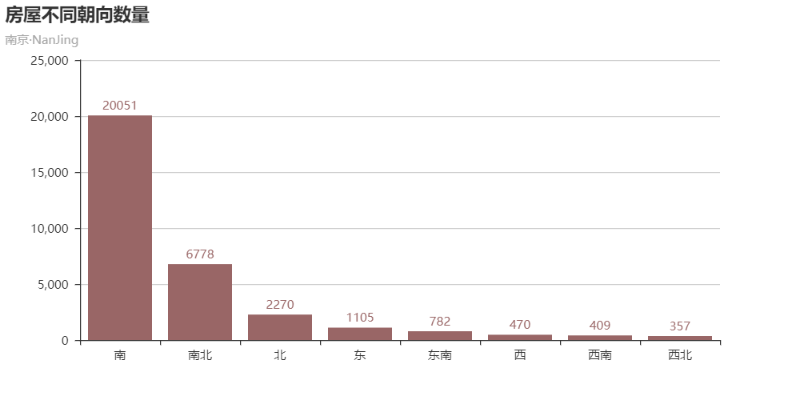 房屋不同朝向数量
南京·NanJing
25,000
20,000
15,000
10,000
5,000
0
20051
6778
2270
1105
782
470
409
357
南
南北
北
东
东南
西
西南
西北